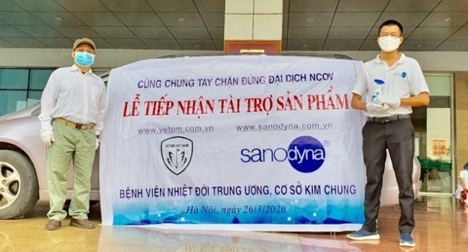 CÙNG CHUNG TAY CHẶN ĐỨNG ĐẠI DỊCH NCOV
LỄ TIẾP NHẬN TÀI TRỢ SẢN PHẨM
www.vetom.com.vn www.sanodyna.com.vn
sanodyna
BỆNH VIỆN NHIỆT ĐỚI TRUNG ƯƠNG, CƠ SỞ KIM CHUNG
Hà Nội, ngày 26/3/2020